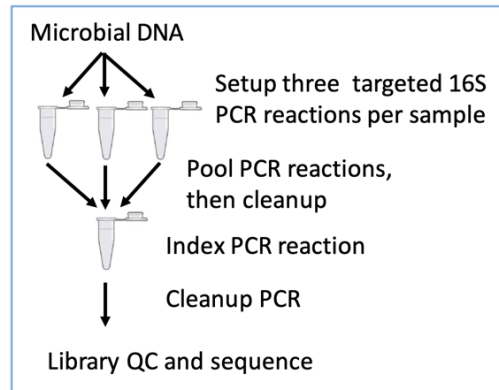 Microbial DNA
Setup three targeted 16S
PCR reactions per sample
Pool PCR reactions,
then cleanup
Index PCR reaction
Cleanup PCR
Library QC and sequence